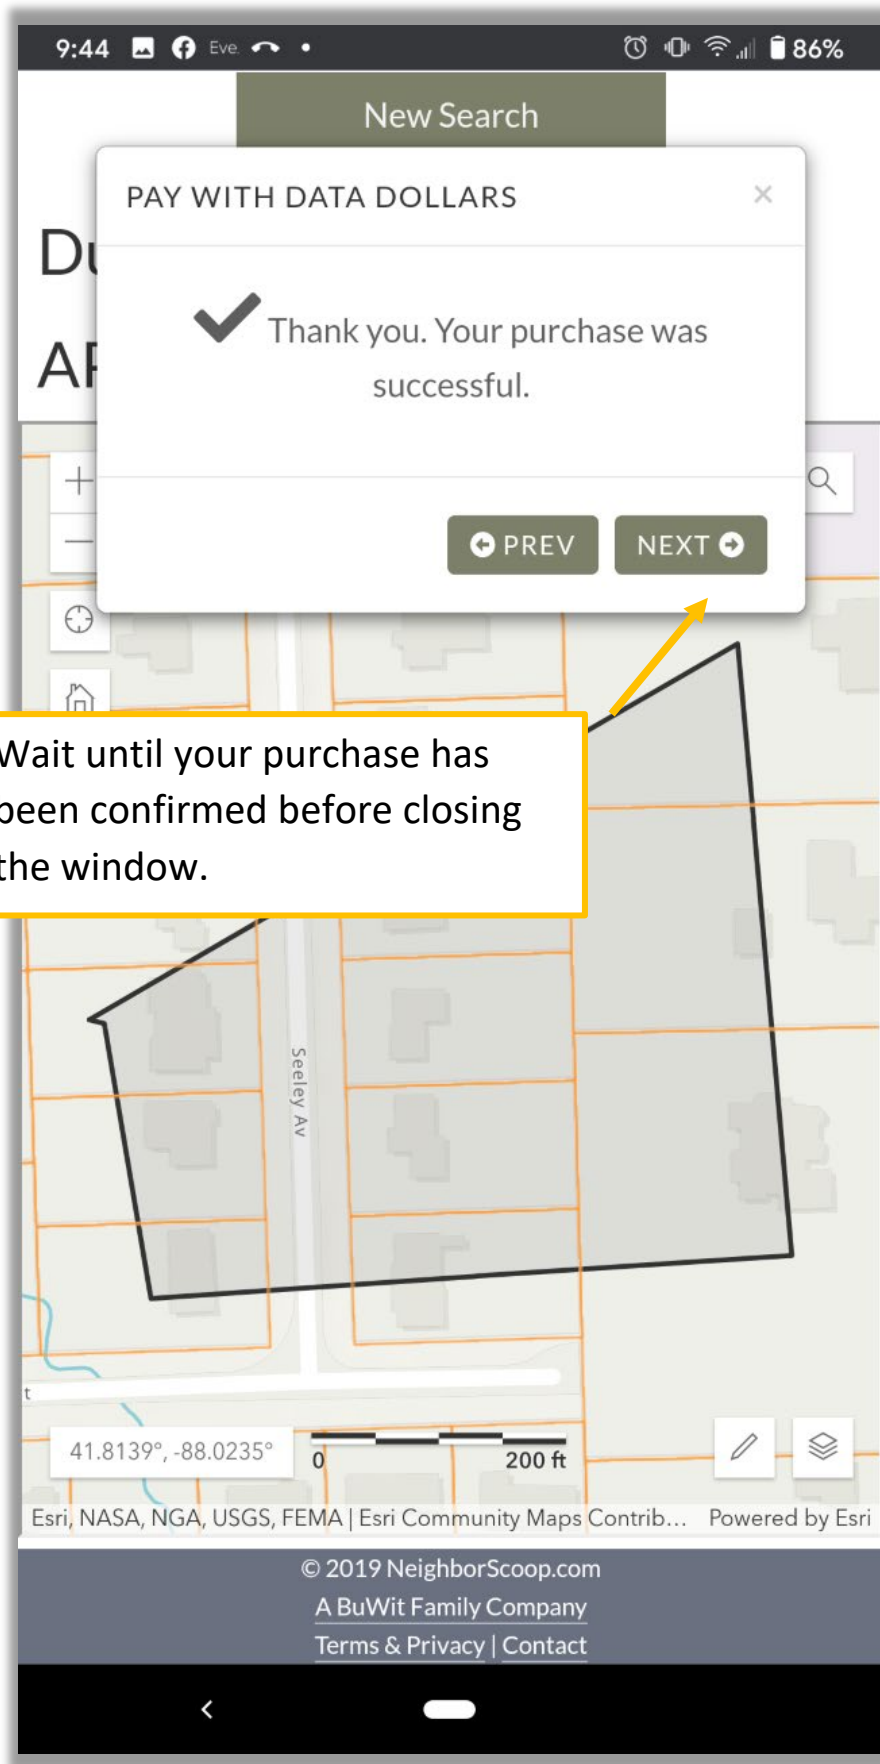 9:44 Eve. 86%
New Search
PAY WITH DATA DOLLARS ×
Du
AP
Thank you. Your purchase was
successful.
PREV NEXT
Wait until your purchase has
been confirmed before closing
the window.
Seeley Av
t
41.8139°, -88.0235°
0 200 ft
Esri, NASA, NGA, USGS, FEMA | Esri Community Maps Contrib... Powered by Esri
© 2019 NeighborScoop.com
A BuWit Family Company
Terms & Privacy | Contact